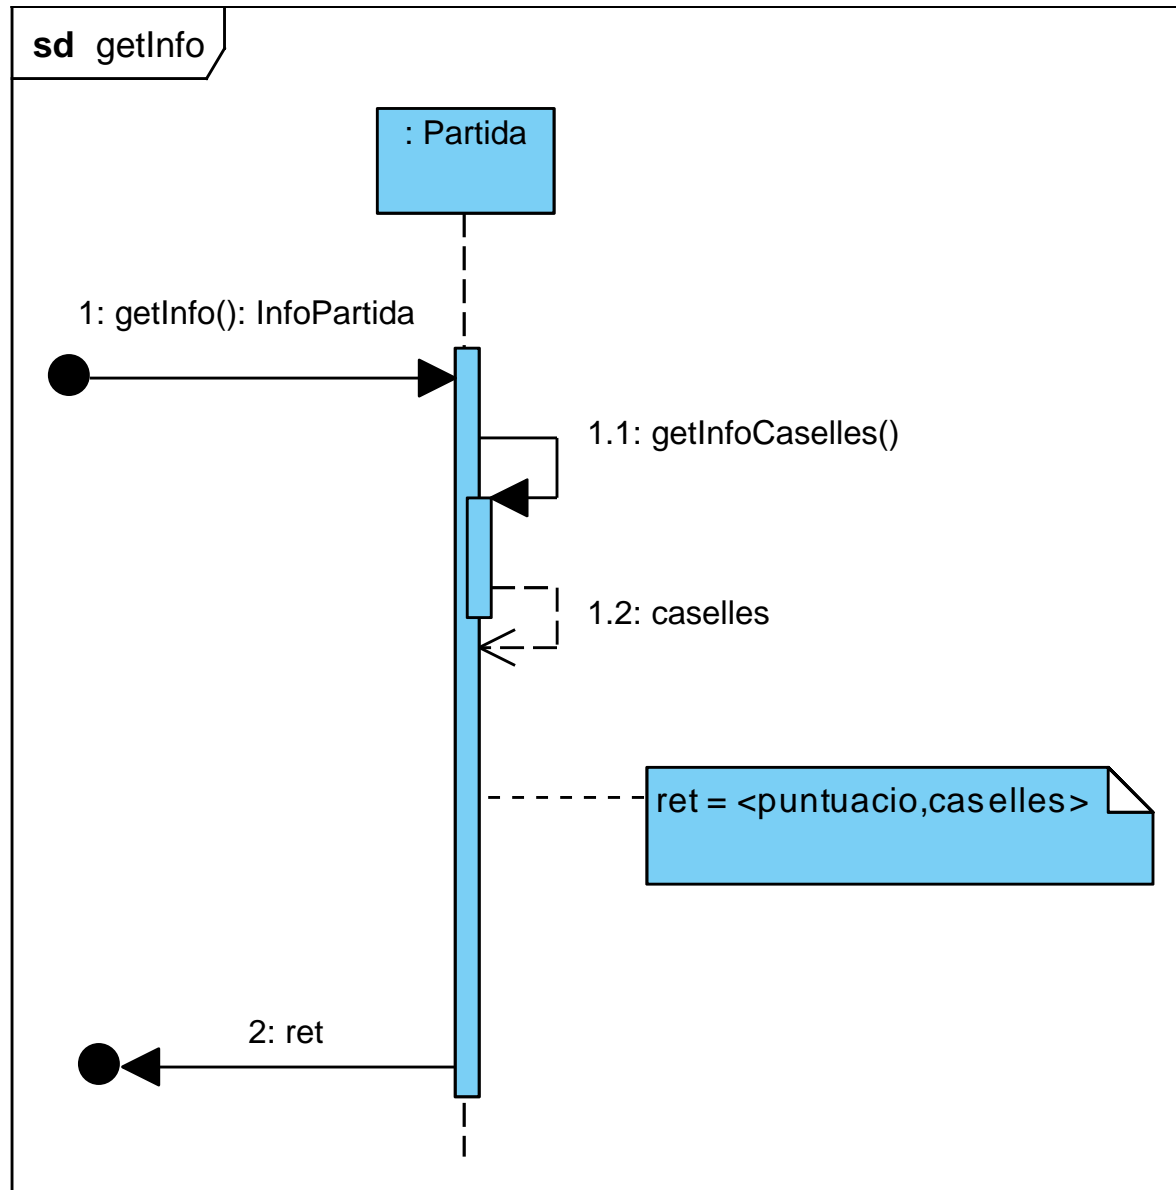 sd getInfo
: Partida
1: getInfo(): InfoPartida
1.1: getInfoCaselles()
1.2: caselles
ret = <puntuacio,caselles>
2: ret